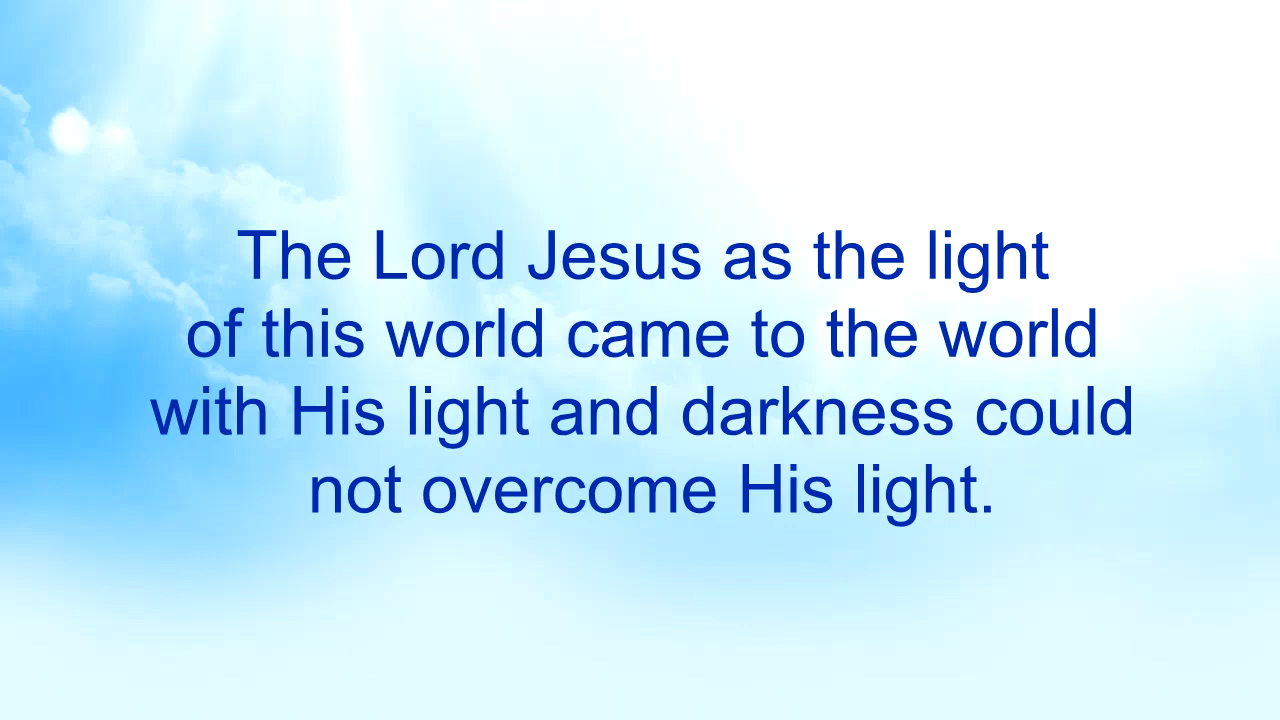 The Lord Jesus as the light
of this world came to the world
with His light and darkness could
not overcome His light.